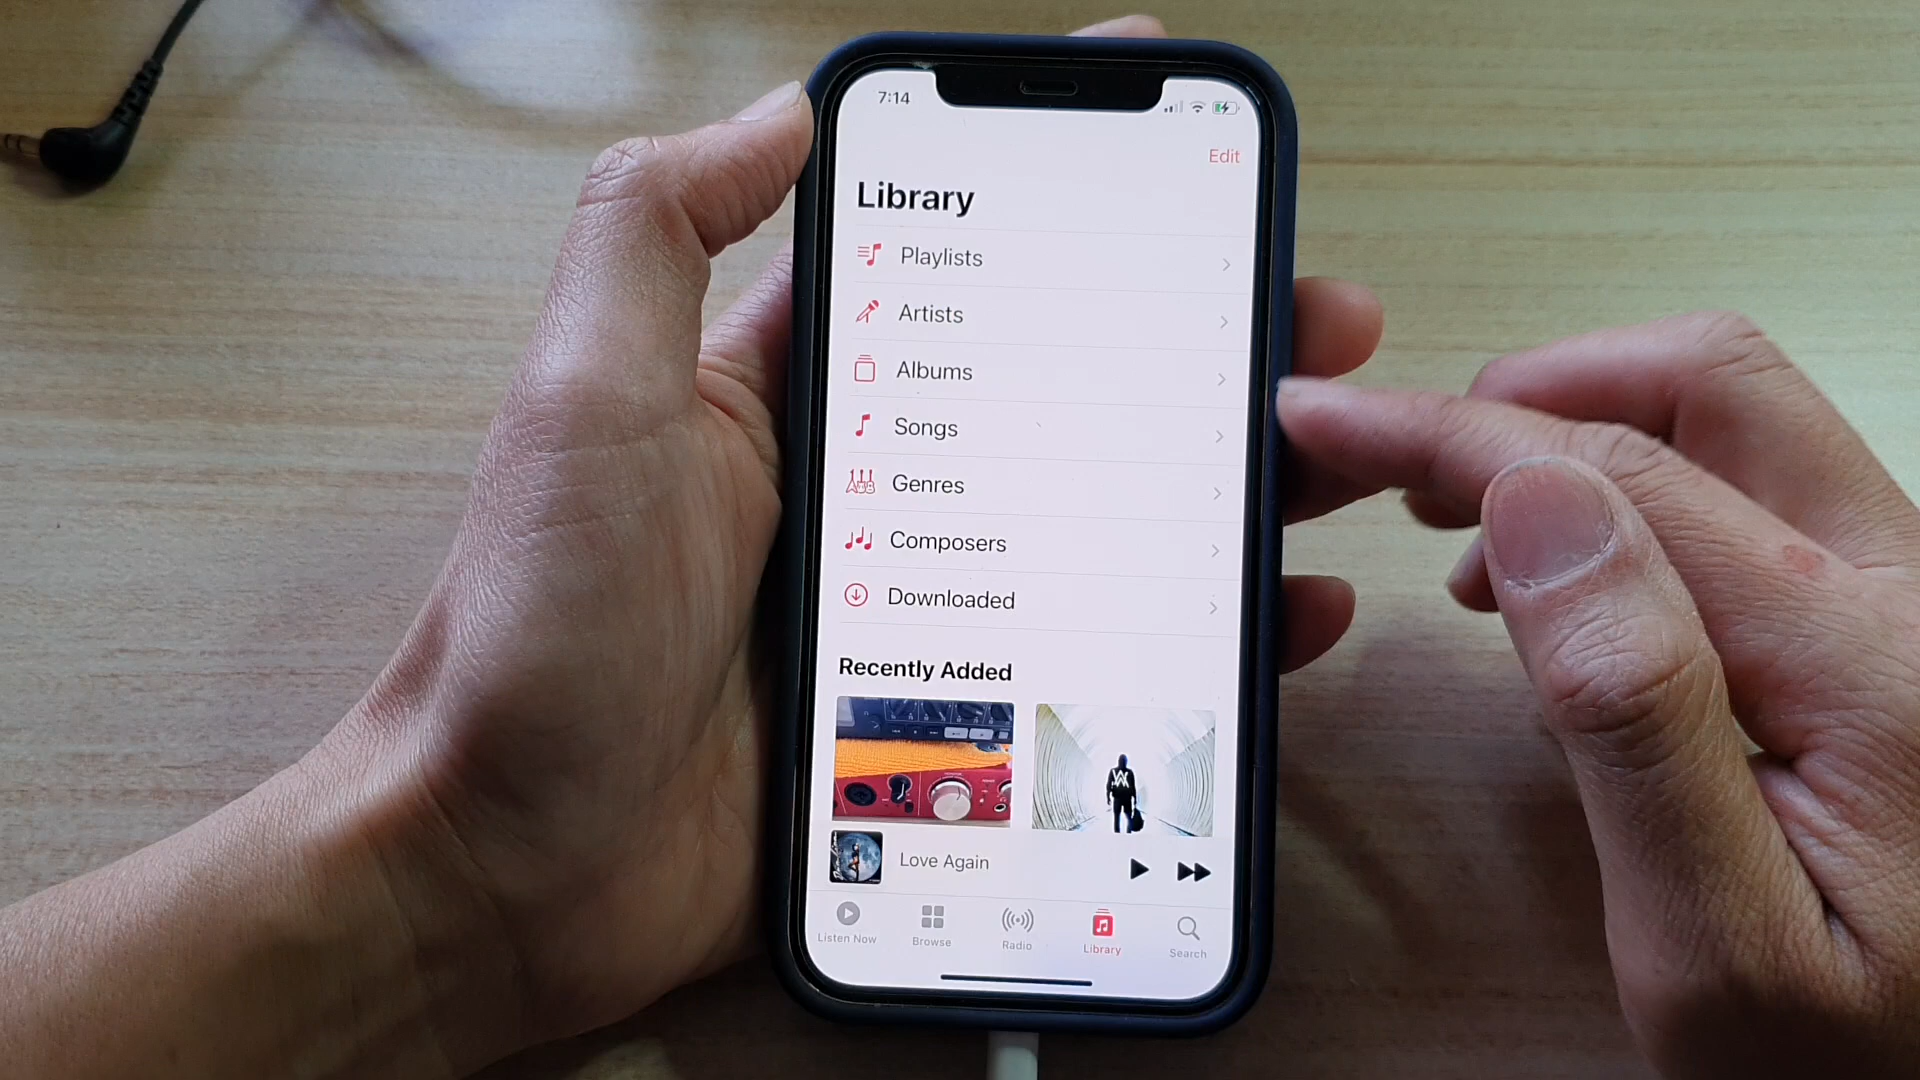 7:14
Edit
Library
Playlists
Artists
Albums
Songs
Genres
Composers
Downloaded
Recently Added
Love Again
Listen Now
Browse
Radio
Library
Search